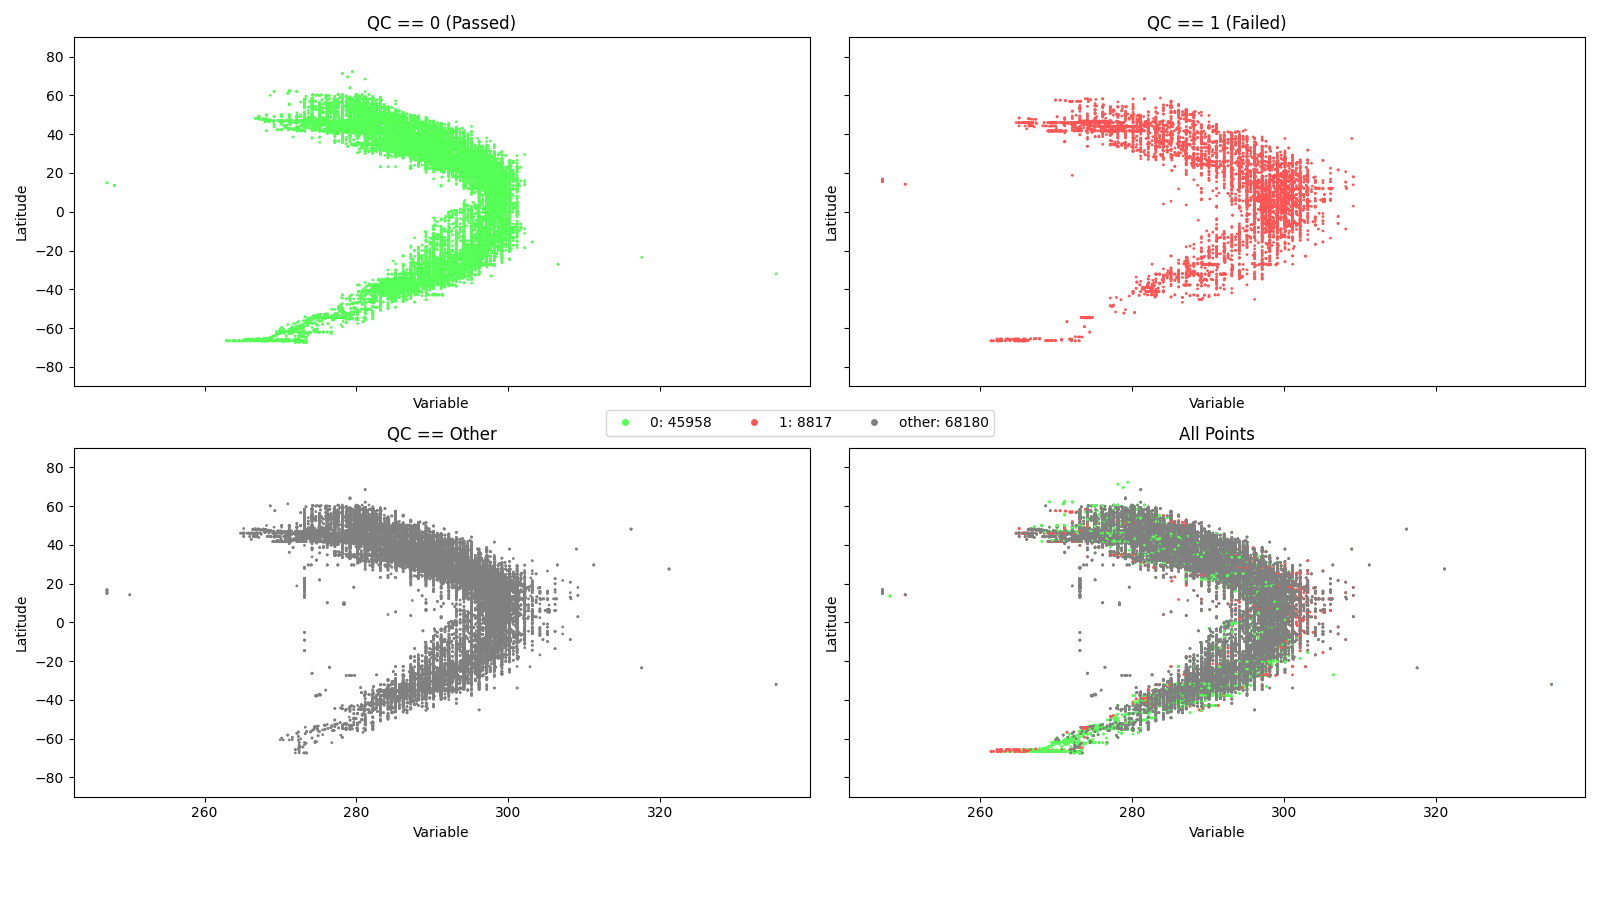 QC == 0 (Passed)
QC == 1 (Failed)
80
60
40
20
0
−20
−40
−60
−80
Latitude
Latitude
Variable
Variable
0: 45958
1: 8817
other: 68180
QC == Other
All Points
80
60
40
20
0
−20
−40
−60
−80
Latitude
Latitude
260
280
300
320
260
280
300
320
Variable
Variable